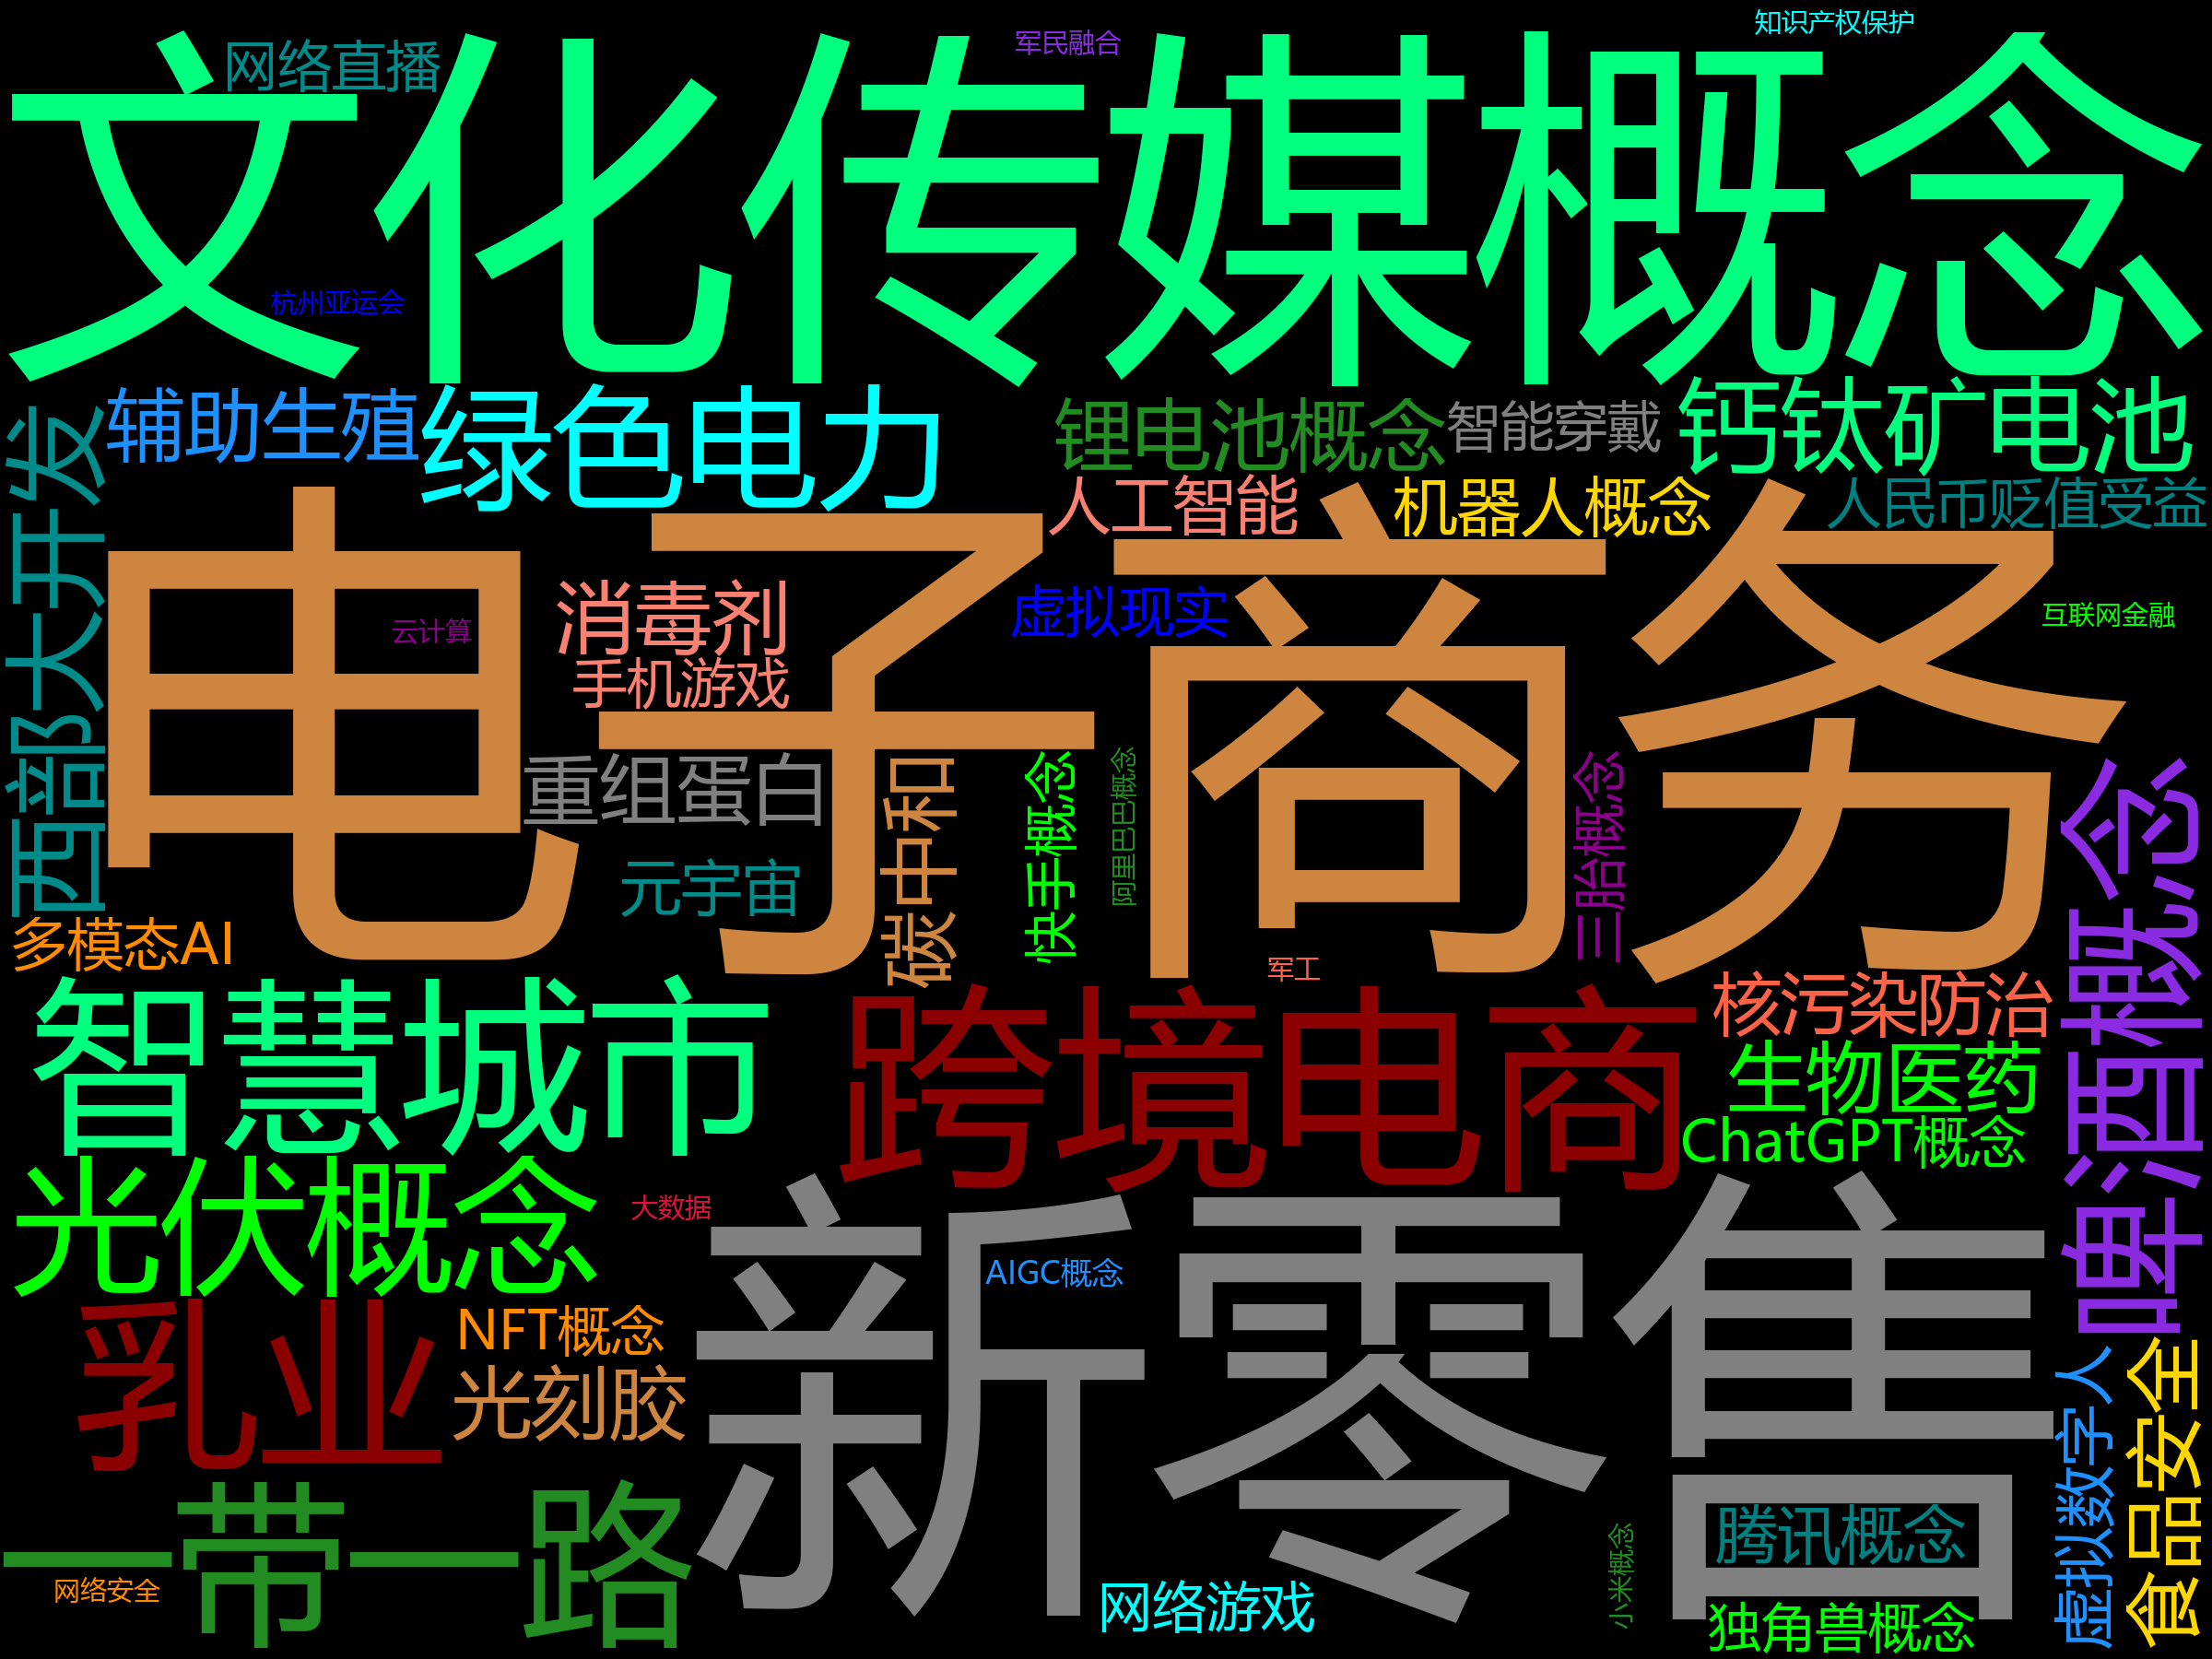 知识产权保护
军民融合
网络直播
文化传媒概念
杭州亚运会
辅助生殖
绿色电力
锂电池概念
智能穿戴
钙钛矿电池
西部大开发
人工智能
机器人概念
人民币贬值受益
电子商务
消毒剂
虚拟现实
云计算
互联网金融
手机游戏
重组蛋白
碳中和
快手概念
阿里巴巴概念
三胎概念
啤酒概念
元宇宙
多模态AI
军工
智慧城市
跨境电商
核污染防治
生物医药
ChatGPT概念
光伏概念
大数据
新零售
AIGC概念
乳业
NFT概念
光刻胶
虚拟数字人
食品安全
一带一路
网络安全
网络游戏
小米概念
腾讯概念
独角兽概念